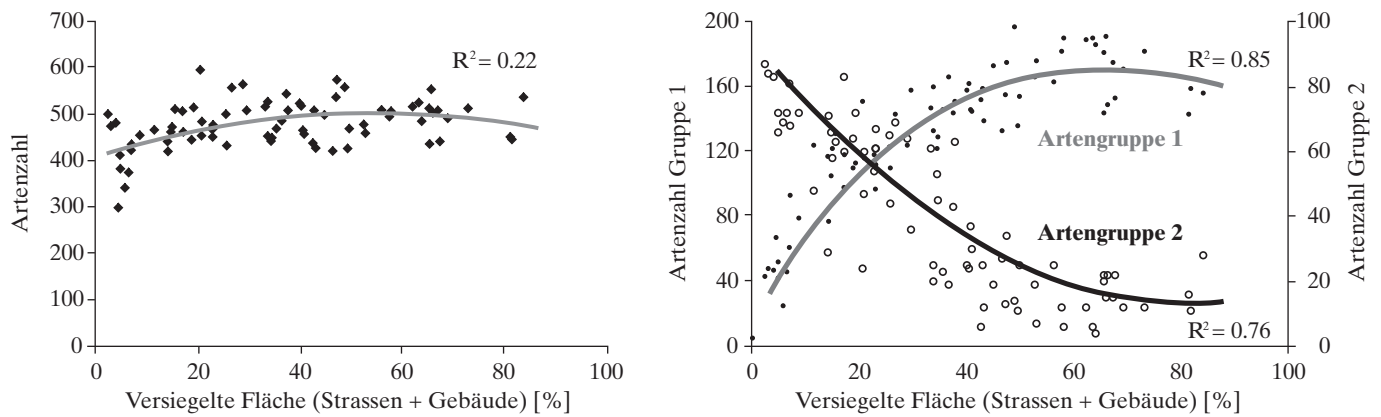 700
600
500
400
300
200
100
0
Artenzahl
R² = 0.22
0 20 40 60 80 100
Versiegelte Fläche (Strassen + Gebäude) [%]
200
160
120
80
40
0
Artenzahl Gruppe 1
100
80
60
40
20
0
Artenzahl Gruppe 2
R² = 0.85
Artengruppe 1
Artengruppe 2
R² = 0.76
0 20 40 60 80 100
Versiegelte Fläche (Strassen + Gebäude) [%]